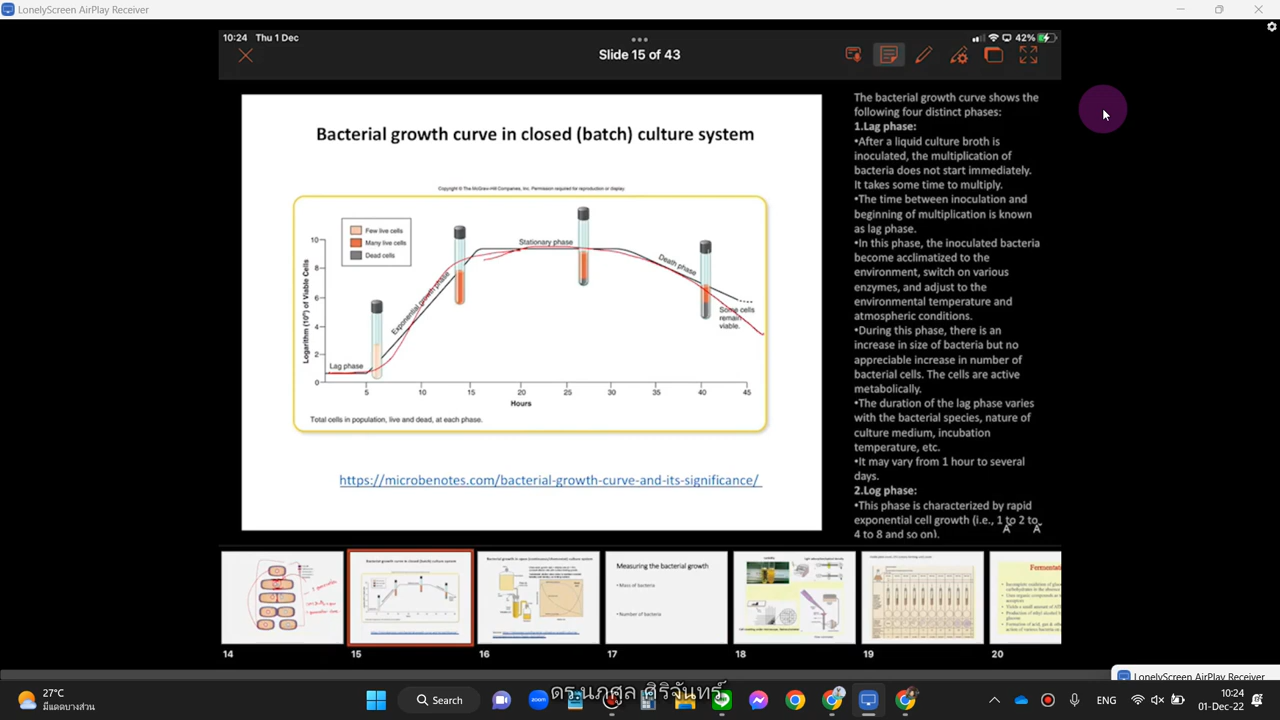 LonelyScreen AirPlay Receiver
10:24 Thu 1 Dec
42%
Slide 15 of 43
Bacterial growth curve in closed (batch) culture system
Copyright © The McGraw-Hill Companies, Inc. Permission required for reproduction or display.
Few live cells
Many live cells
Dead cells
Logarithm (10⁹) of Viable Cells
10
8
6
4
2
0
Lag phase
Exponential growth phase
Stationary phase
Death phase
Some cells
remain
viable.
5 10 15 20 25 30 35 40 45
Hours
Total cells in population, live and dead, at each phase.
https://microbenotes.com/bacterial-growth-curve-and-its-significance/
The bacterial growth curve shows the
following four distinct phases:
1.Lag phase:
•After a liquid culture broth is
inoculated, the multiplication of
bacteria does not start immediately.
It takes some time to multiply.
•The time between inoculation and
beginning of multiplication is known
as lag phase.
•In this phase, the inoculated bacteria
become acclimatized to the
environment, switch on various
enzymes, and adjust to the
environmental temperature and
atmospheric conditions.
•During this phase, there is an
increase in size of bacteria but no
appreciable increase in number of
bacterial cells. The cells are active
metabolically.
•The duration of the lag phase varies
with the bacterial species, nature of
culture medium, incubation
temperature, etc.
•It may vary from 1 hour to several
days.
2.Log phase:
•This phase is characterized by rapid
exponential cell growth (i.e., 1 to 2 to
4 to 8 and so on).
Bacterial growth curve in closed (batch) culture system
Measuring the bacterial growth
• Mass of bacteria
• Number of bacteria
14 15 16 17 18 19 20
LonelyScreen AirPlay Receiver
27°C
มีแดดบางส่วน
Search
ดร.นภศูล ศิริจันทร์
ENG
10:24
01-Dec-22